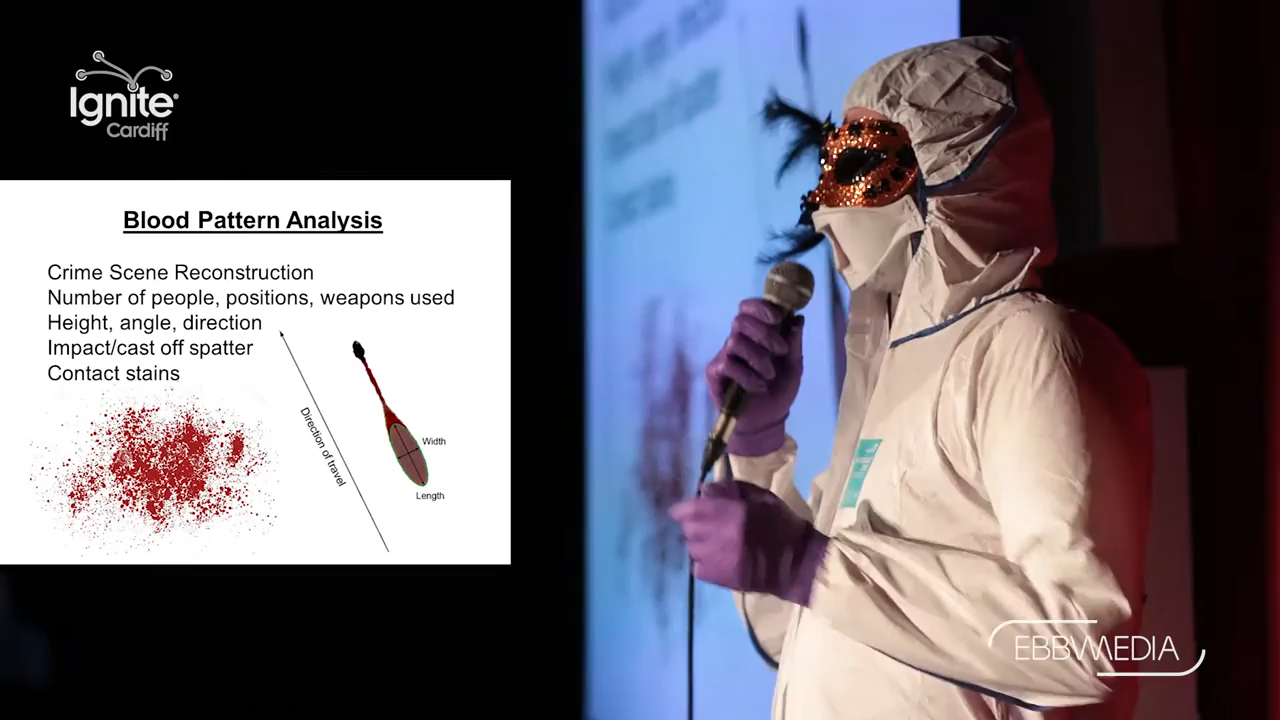 Ignite®
Cardiff
Blood Pattern Analysis
Crime Scene Reconstruction
Number of people, positions, weapons used
Height, angle, direction
Impact/cast off spatter
Contact stains
Direction of travel
Width
Length
EBBWMEDIA